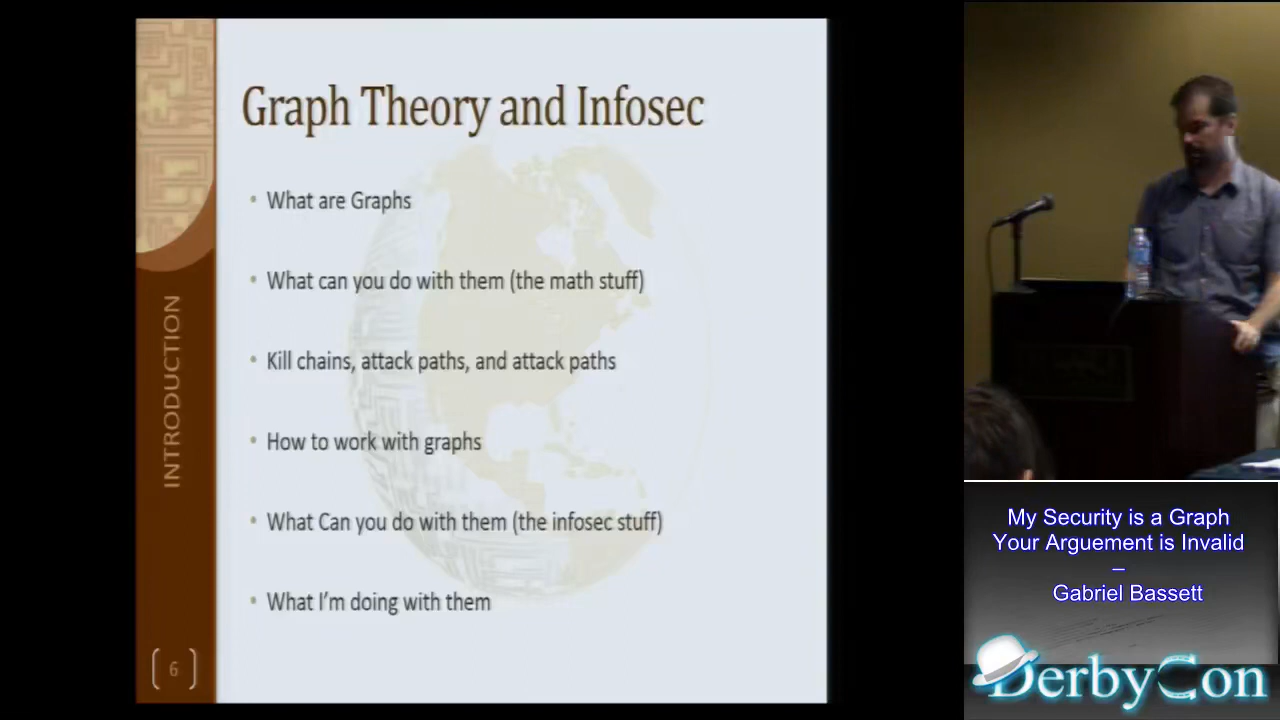 Graph Theory and Infosec
• What are Graphs
• What can you do with them (the math stuff)
• Kill chains, attack paths, and attack paths
• How to work with graphs
• What Can you do with them (the infosec stuff)
• What I'm doing with them
INTRODUCTION
[ 6 ]
My Security is a Graph
Your Arguement is Invalid
–
Gabriel Bassett
DerbyCon